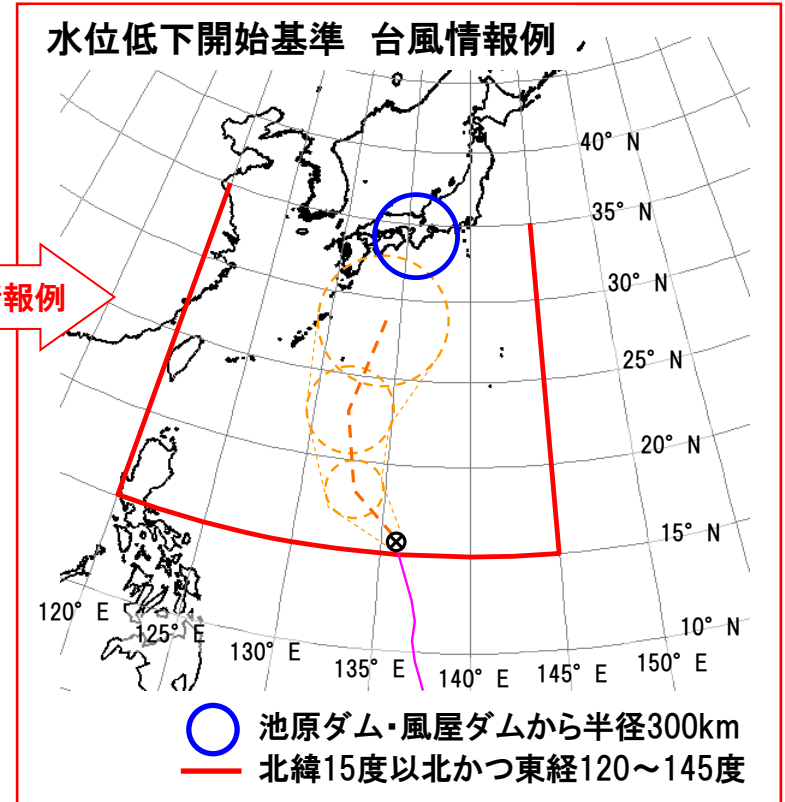 水位低下開始基準 台風情報例
40° N
35° N
報例
30° N
25° N
20° N
15° N
120° E
125° E
10° N
130° E
135° E
140° E
145° E
150° E
池原ダム・風屋ダムから半径300km
北緯15度以北かつ東経120～145度